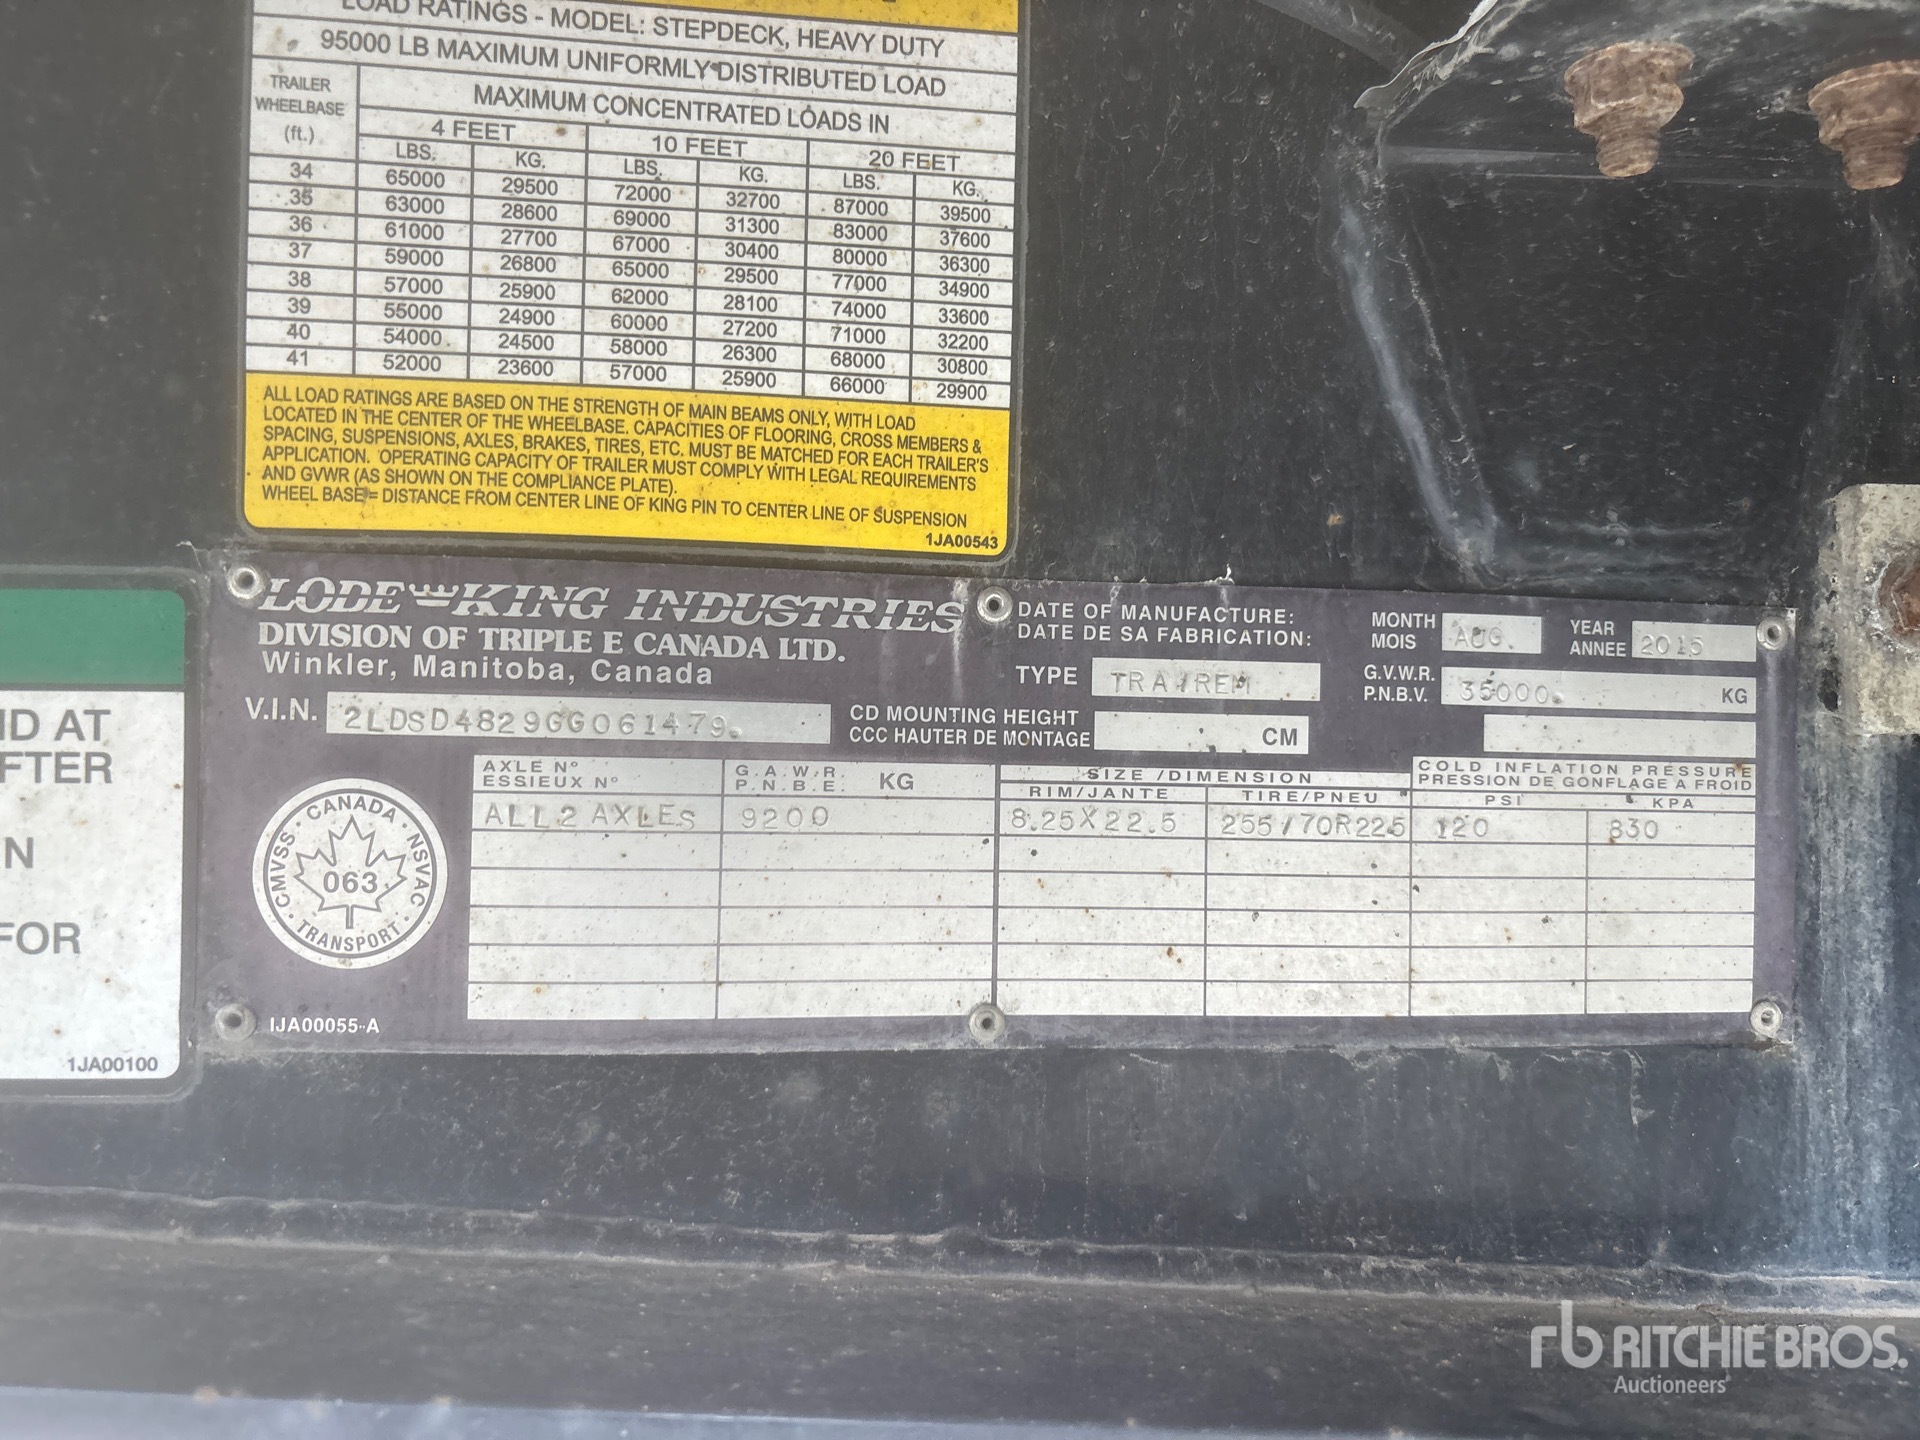 LOAD RATINGS - MODEL: STEPDECK, HEAVY DUTY
95000 LB MAXIMUM UNIFORMLY DISTRIBUTED LOAD
TRAILER WHEELBASE (ft.)
MAXIMUM CONCENTRATED LOADS IN
4 FEET 10 FEET 20 FEET
LBS. KG. LBS. KG. LBS. KG.
34 65000 29500 72000 32700 87000 39500
35 63000 28600 69000 31300 83000 37600
36 61000 27700 67000 30400 80000 36300
37 59000 26800 65000 29500 77000 34900
38 57000 25900 62000 28100 74000 33600
39 55000 24900 60000 27200 71000 32200
40 54000 24500 58000 26300 68000 30800
41 52000 23600 57000 25900 66000 29900
ALL LOAD RATINGS ARE BASED ON THE STRENGTH OF MAIN BEAMS ONLY, WITH LOAD
LOCATED IN THE CENTER OF THE WHEELBASE. CAPACITIES OF FLOORING, CROSS MEMBERS &
SPACING, SUSPENSIONS, AXLES, BRAKES, TIRES, ETC. MUST BE MATCHED FOR EACH TRAILER'S
APPLICATION. OPERATING CAPACITY OF TRAILER MUST COMPLY WITH LEGAL REQUIREMENTS
AND GVWR (AS SHOWN ON THE COMPLIANCE PLATE).
WHEEL BASE = DISTANCE FROM CENTER LINE OF KING PIN TO CENTER LINE OF SUSPENSION
1JA00543
LODE KING INDUSTRIES
DIVISION OF TRIPLE E CANADA LTD.
Winkler, Manitoba, Canada
DATE OF MANUFACTURE:
DATE DE SA FABRICATION:
MONTH
MOIS
AUG.
YEAR
ANNEE
2015
TYPE TRA/REM
G.V.W.R.
P.N.B.V.
35000. KG
V.I.N. 2LDSD4829GG061479.
CD MOUNTING HEIGHT
CCC HAUTER DE MONTAGE
CM
AXLE Nº
ESSIEUX Nº
G.A.W.R.
P.N.B.E.
KG
SIZE /DIMENSION
RIM/JANTE TIRE/PNEU
COLD INFLATION PRESSURE
PRESSION DE GONFLAGE A FROID
PSI KPA
ALL 2 AXLES 9200 8.25X22.5 255/70R22.5 120 830
CANADA
CMVSS NSVAC
063
TRANSPORT
IJA00055-A
ND AT
FTER
N
FOR
1JA00100
rb RITCHIE BROS.
Auctioneers